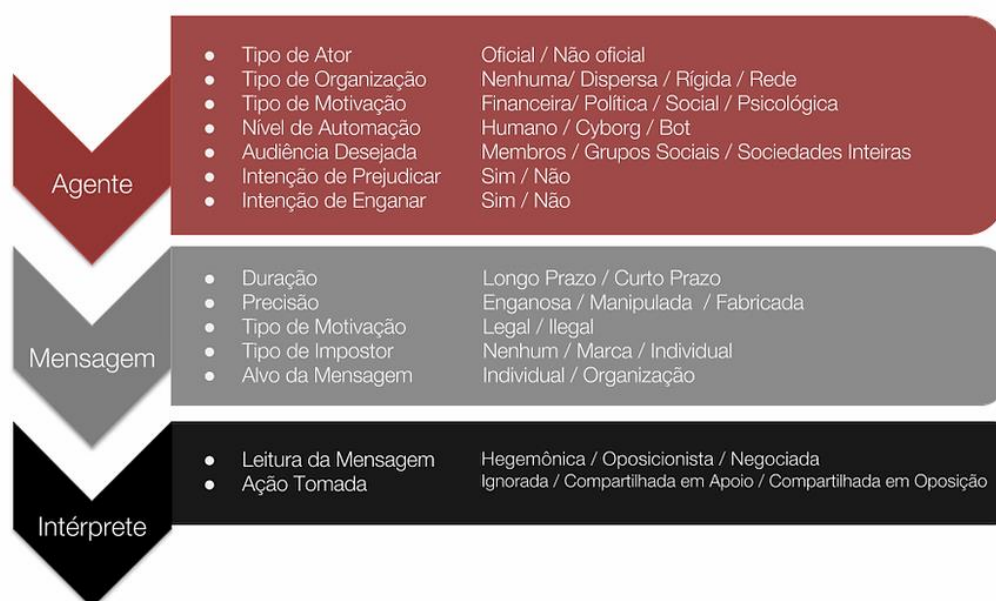 Agente
• Tipo de Ator Oficial / Não oficial
• Tipo de Organização Nenhuma/ Dispersa / Rígida / Rede
• Tipo de Motivação Financeira/ Política / Social / Psicológica
• Nível de Automação Humano / Cyborg / Bot
• Audiência Desejada Membros / Grupos Sociais / Sociedades Inteiras
• Intenção de Prejudicar Sim / Não
• Intenção de Enganar Sim / Não
Mensagem
• Duração Longo Prazo / Curto Prazo
• Precisão Enganosa / Manipulada / Fabricada
• Tipo de Motivação Legal / Ilegal
• Tipo de Impostor Nenhum / Marca / Individual
• Alvo da Mensagem Individual / Organização
Intérprete
• Leitura da Mensagem Hegemônica / Oposicionista / Negociada
• Ação Tomada Ignorada / Compartilhada em Apoio / Compartilhada em Oposição